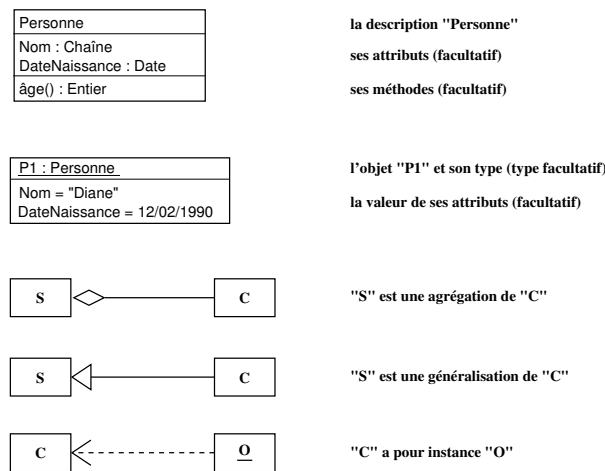 Personne
la description "Personne"
Nom : Chaîne
DateNaissance : Date
ses attributs (facultatif)
âge() : Entier
ses méthodes (facultatif)
P1 : Personne
l'objet "P1" et son type (type facultatif)
Nom = "Diane"
DateNaissance = 12/02/1990
la valeur de ses attributs (facultatif)
S
C
"S" est une agrégation de "C"
S
C
"S" est une généralisation de "C"
C
O
"C" a pour instance "O"